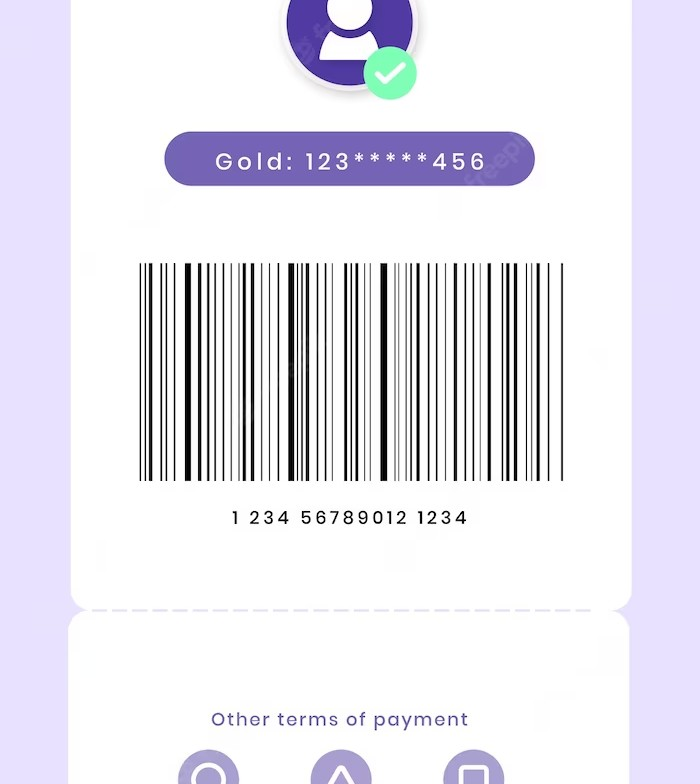 Gold: 123*****456
1 234 56789012 1234
Other terms of payment